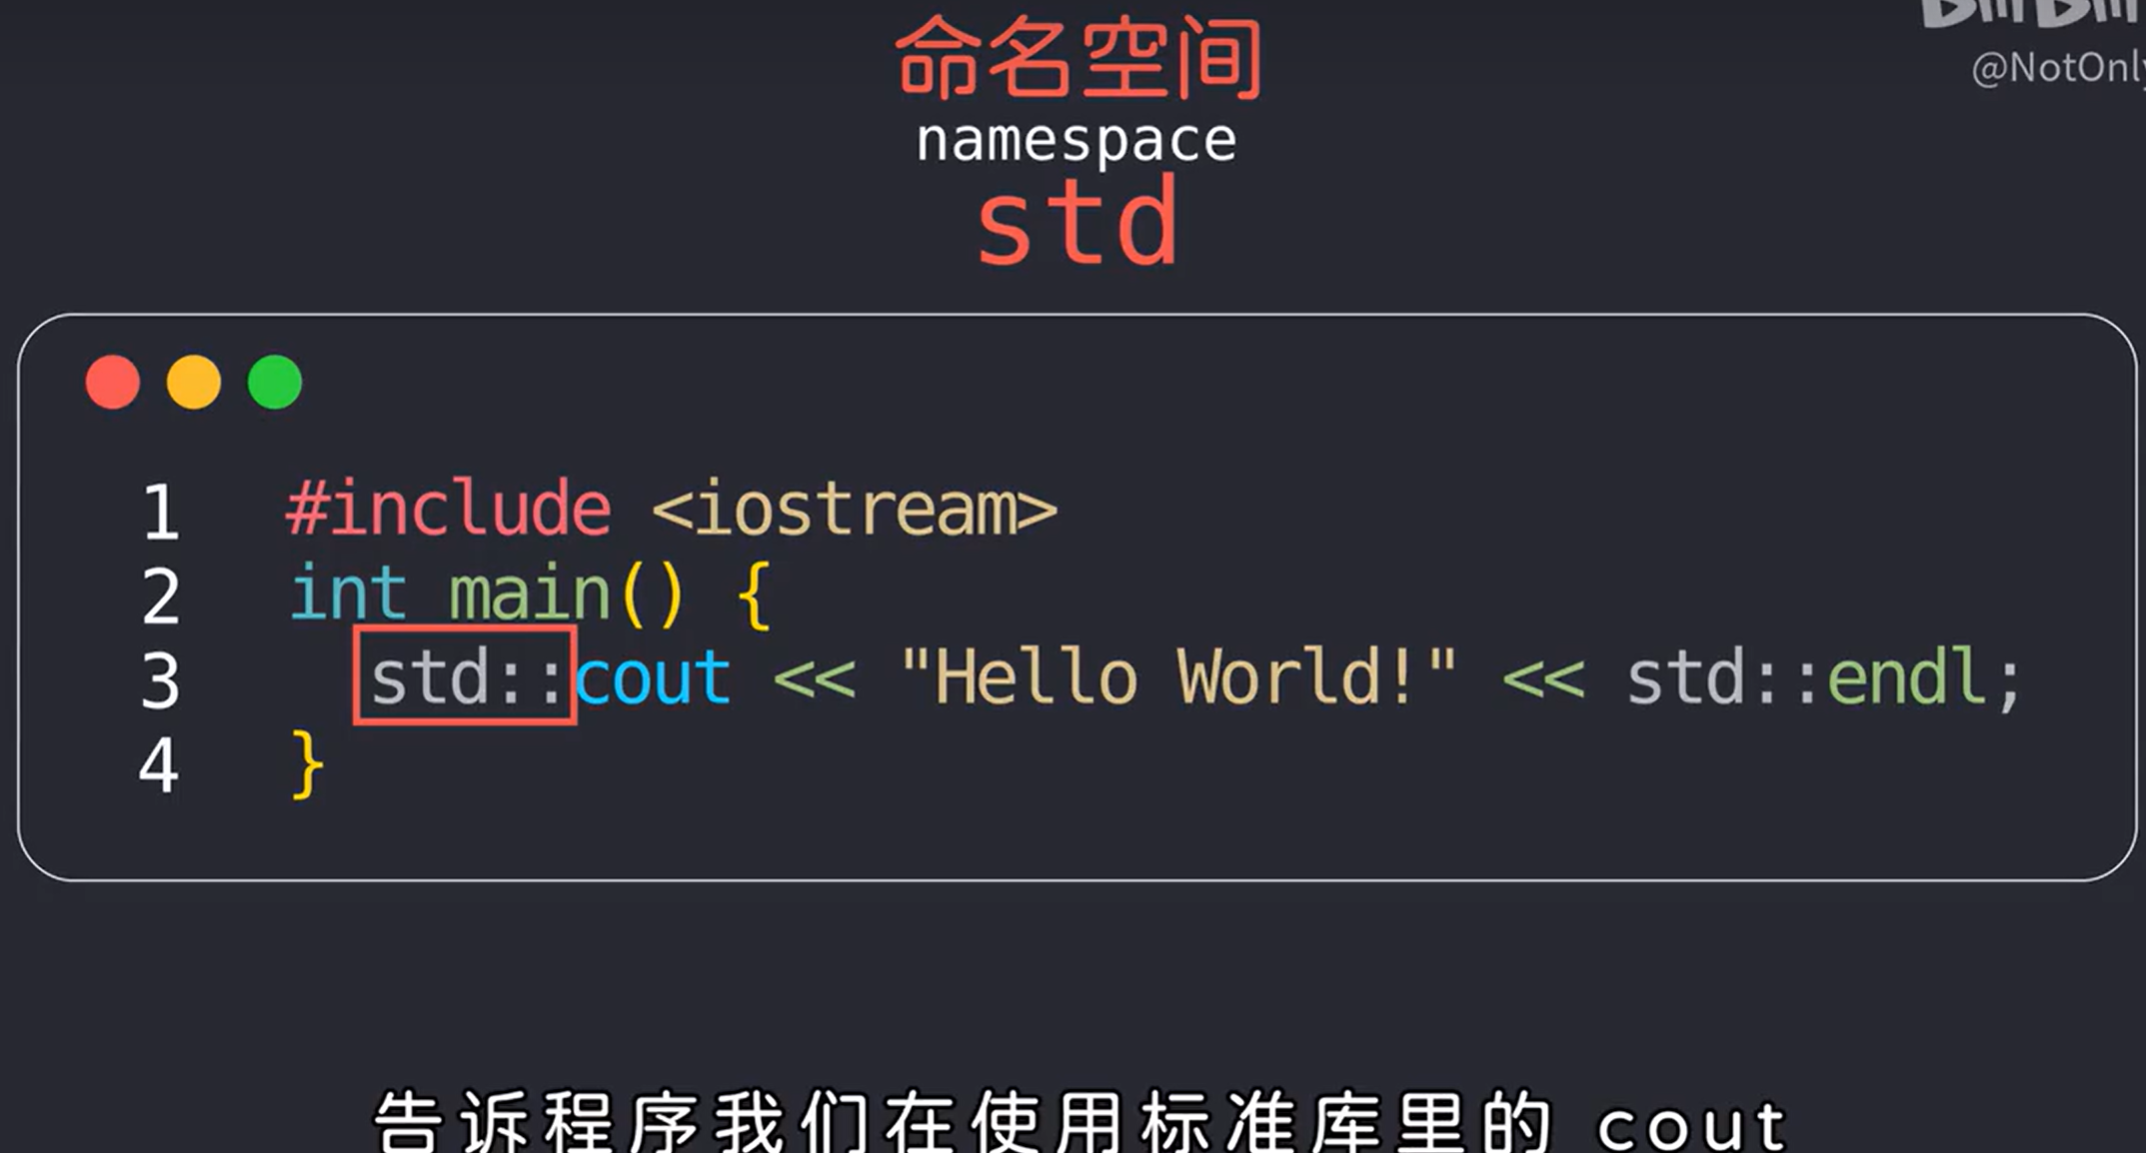 命名空间
namespace
std
1 #include <iostream>
2 int main() {
3 std::cout << "Hello World!" << std::endl;
4 }
告诉程序我们在使用标准库里的 cout